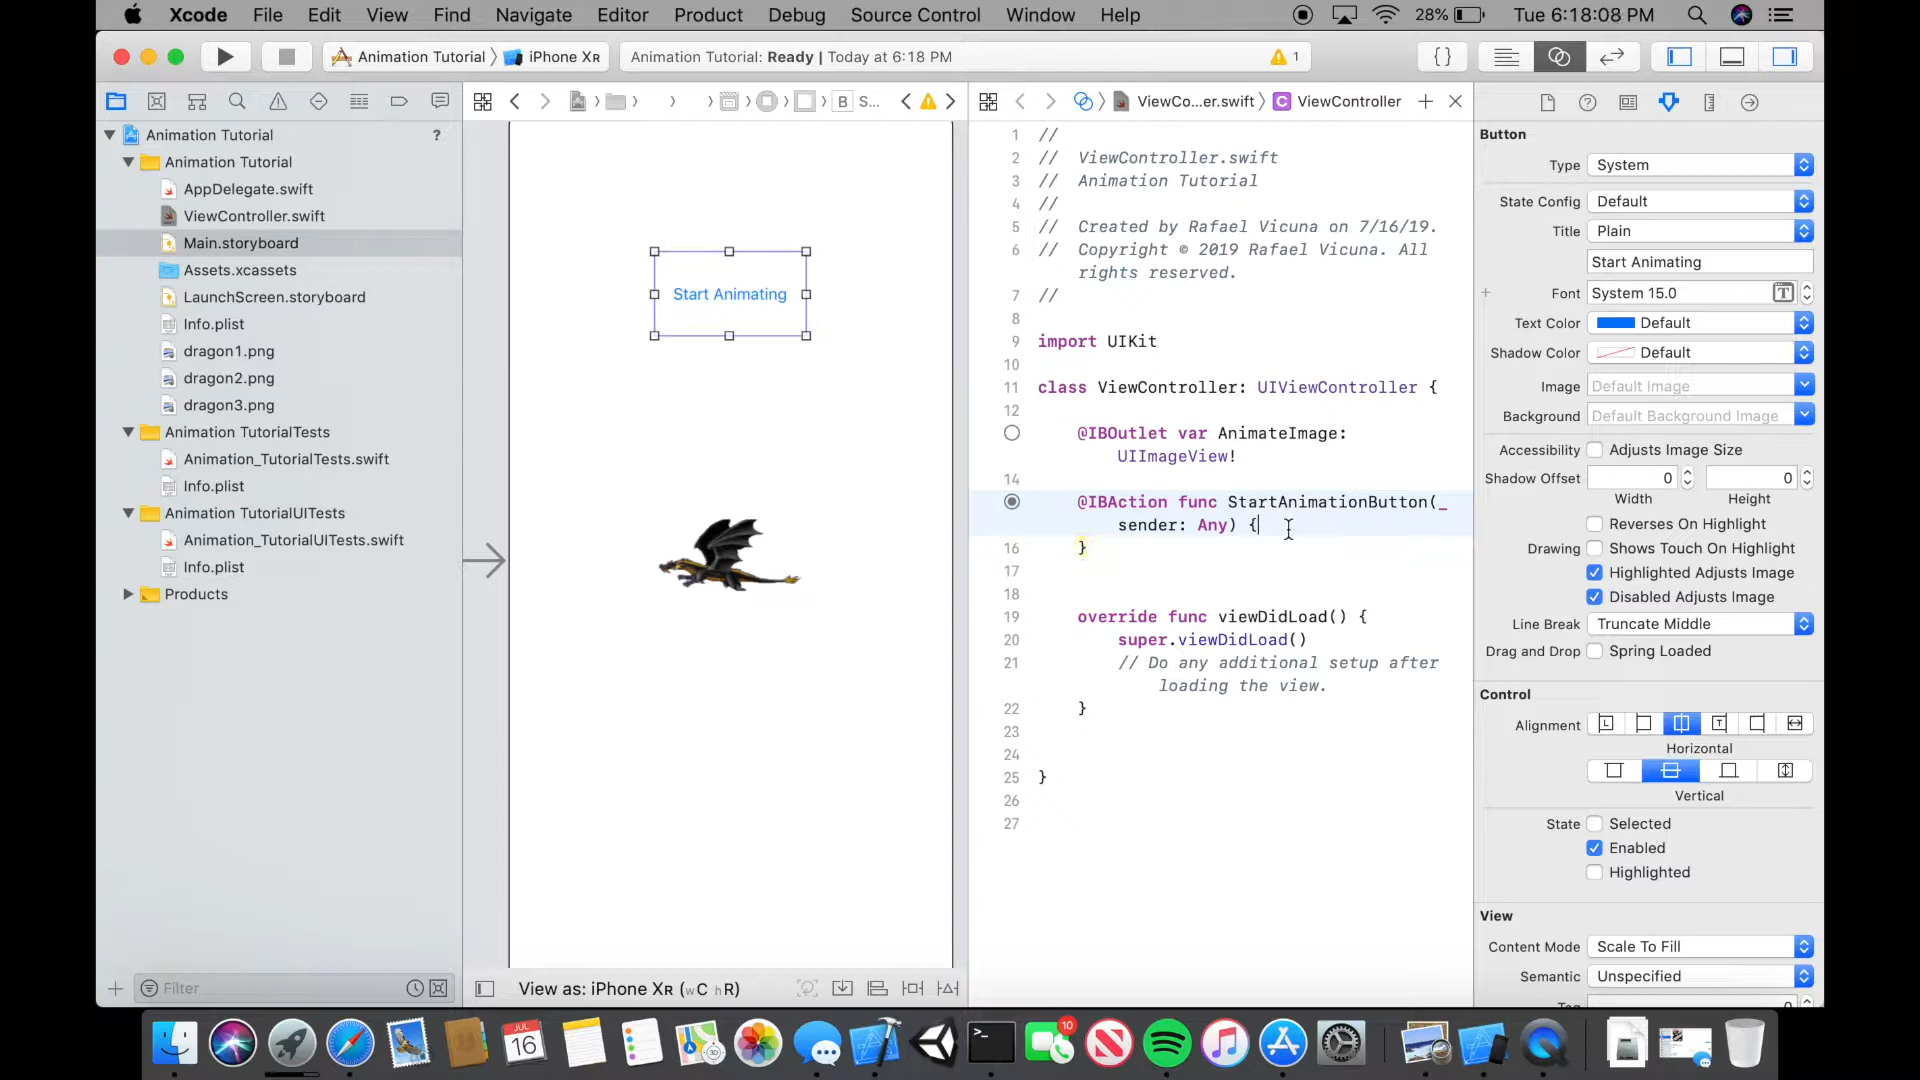 Xcode File Edit View Find Navigate Editor Product Debug Source Control Window Help 28% Tue 6:18:08 PM
Animation Tutorial iPhone XR Animation Tutorial: Ready | Today at 6:18 PM 1 {}
B S... ViewCo...er.swift C ViewController
Animation Tutorial ?
Animation Tutorial
AppDelegate.swift
ViewController.swift
Main.storyboard
Assets.xcassets
LaunchScreen.storyboard
Info.plist
dragon1.png
dragon2.png
dragon3.png
Animation TutorialTests
Animation_TutorialTests.swift
Info.plist
Animation TutorialUITests
Animation_TutorialUITests.swift
Info.plist
Products
Filter
Start Animating
View as: iPhone XR (wC hR)
1 //
2 // ViewController.swift
3 // Animation Tutorial
4 //
5 // Created by Rafael Vicuna on 7/16/19.
6 // Copyright © 2019 Rafael Vicuna. All
rights reserved.
7 //
8
9 import UIKit
10
11 class ViewController: UIViewController {
12
@IBOutlet var AnimateImage:
UIImageView!
14
@IBAction func StartAnimationButton(_
sender: Any) {
16 }
17
18
19 override func viewDidLoad() {
20 super.viewDidLoad()
21 // Do any additional setup after
loading the view.
22 }
23
24
25 }
26
27
Button
Type System
State Config Default
Title Plain
Start Animating
Font System 15.0 T
Text Color Default
Shadow Color Default
Image Default Image
Background Default Background Image
Accessibility Adjusts Image Size
Shadow Offset 0 0
Width Height
Reverses On Highlight
Drawing Shows Touch On Highlight
Highlighted Adjusts Image
Disabled Adjusts Image
Line Break Truncate Middle
Drag and Drop Spring Loaded
Control
Alignment
Horizontal
Vertical
State Selected
Enabled
Highlighted
View
Content Mode Scale To Fill
Semantic Unspecified
JUL
16
10